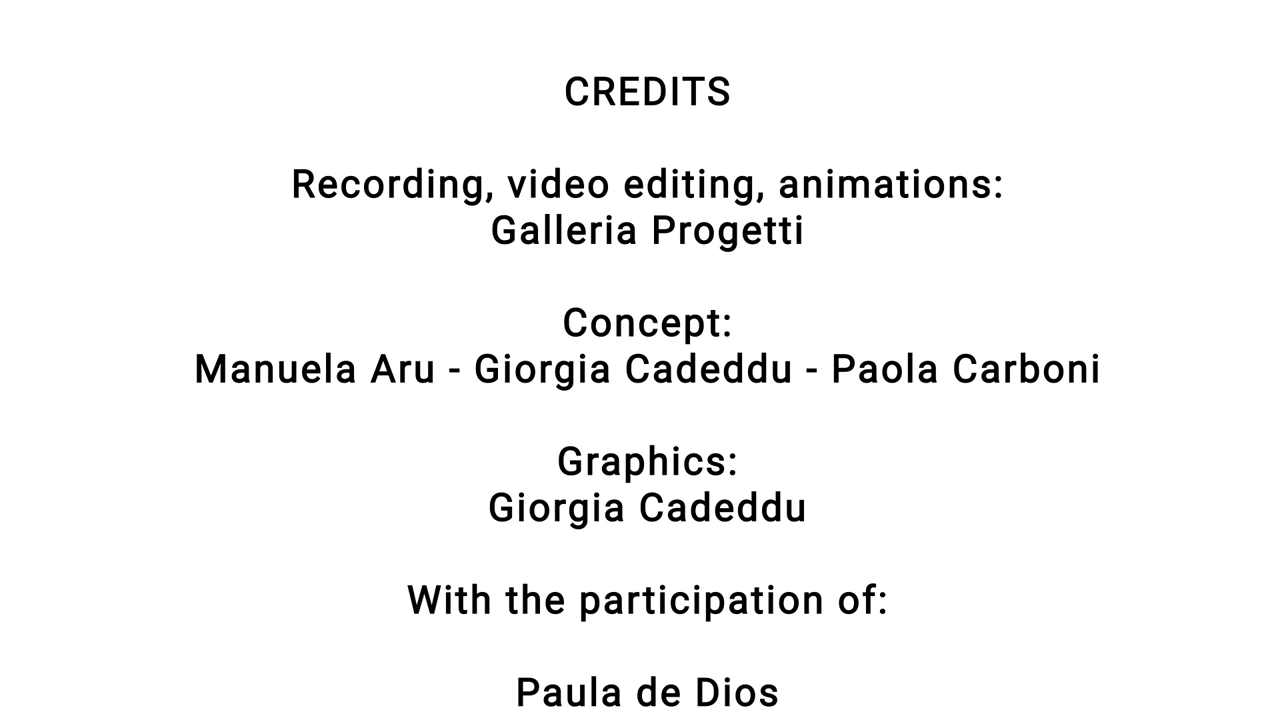 CREDITS
Recording, video editing, animations:
Galleria Progetti
Concept:
Manuela Aru - Giorgia Cadeddu - Paola Carboni
Graphics:
Giorgia Cadeddu
With the participation of:
Paula de Dios